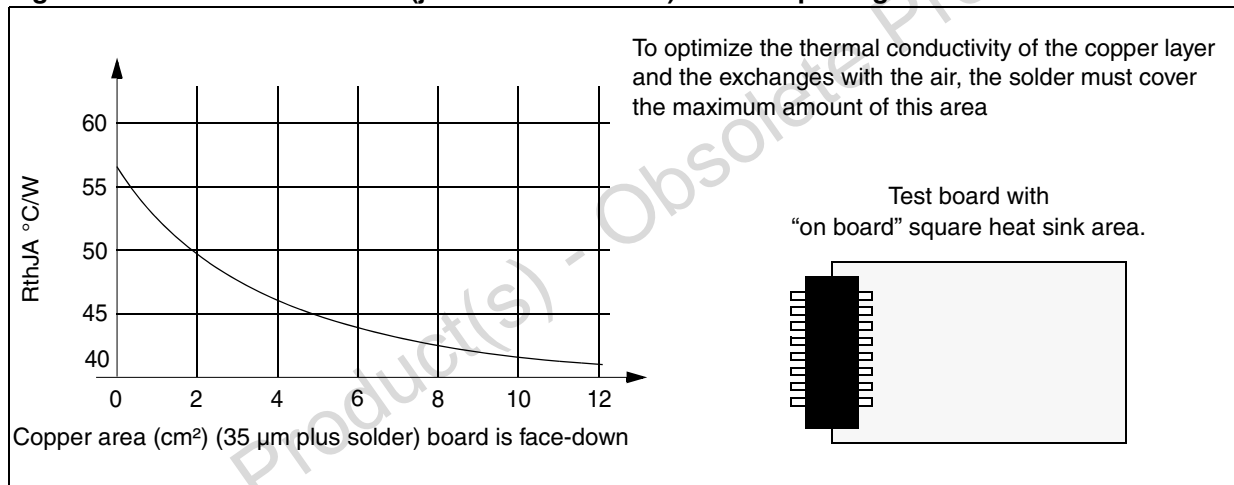 To optimize the thermal conductivity of the copper layer
and the exchanges with the air, the solder must cover
the maximum amount of this area
60
55
50
45
40
RthJA °C/W
0 2 4 6 8 10 12
Copper area (cm²) (35 µm plus solder) board is face-down
Test board with
“on board” square heat sink area.
Product(s) - Obsolete